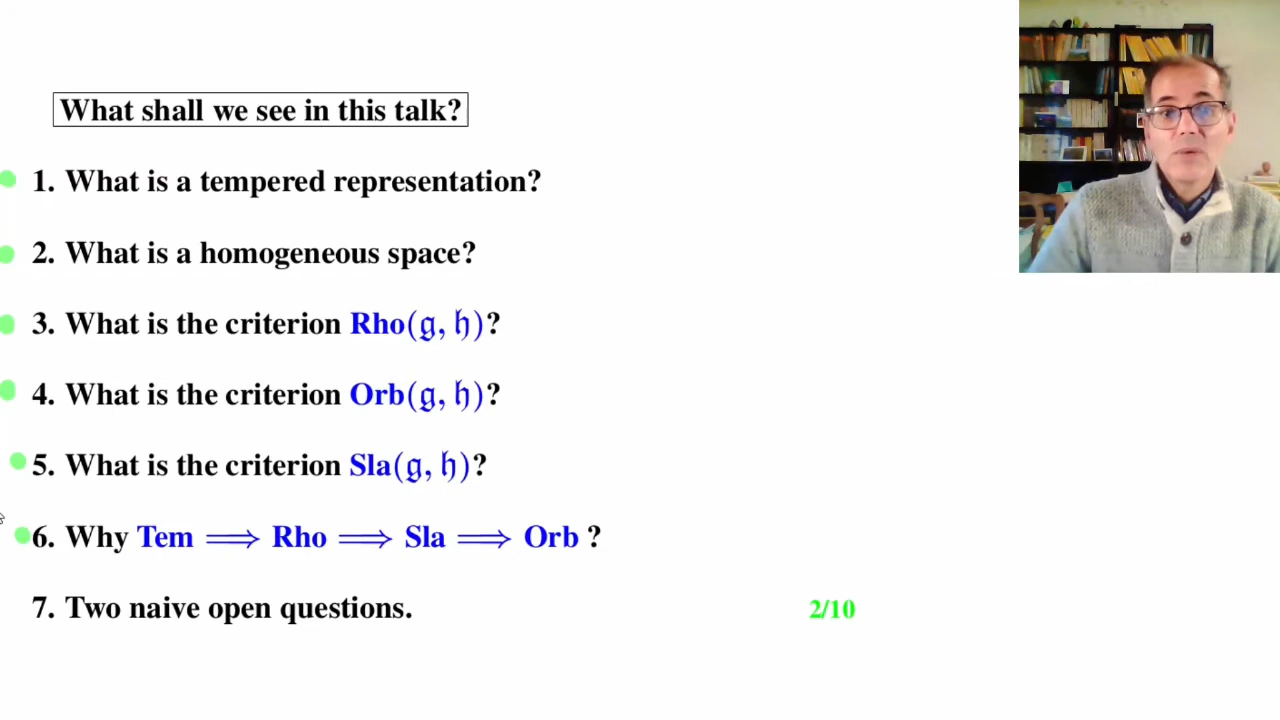 What shall we see in this talk?
1. What is a tempered representation?
2. What is a homogeneous space?
3. What is the criterion Rho(𝔤, 𝔥)?
4. What is the criterion Orb(𝔤, 𝔥)?
5. What is the criterion Sla(𝔤, 𝔥)?
6. Why Tem ⟹ Rho ⟹ Sla ⟹ Orb ?
7. Two naive open questions.
2/10